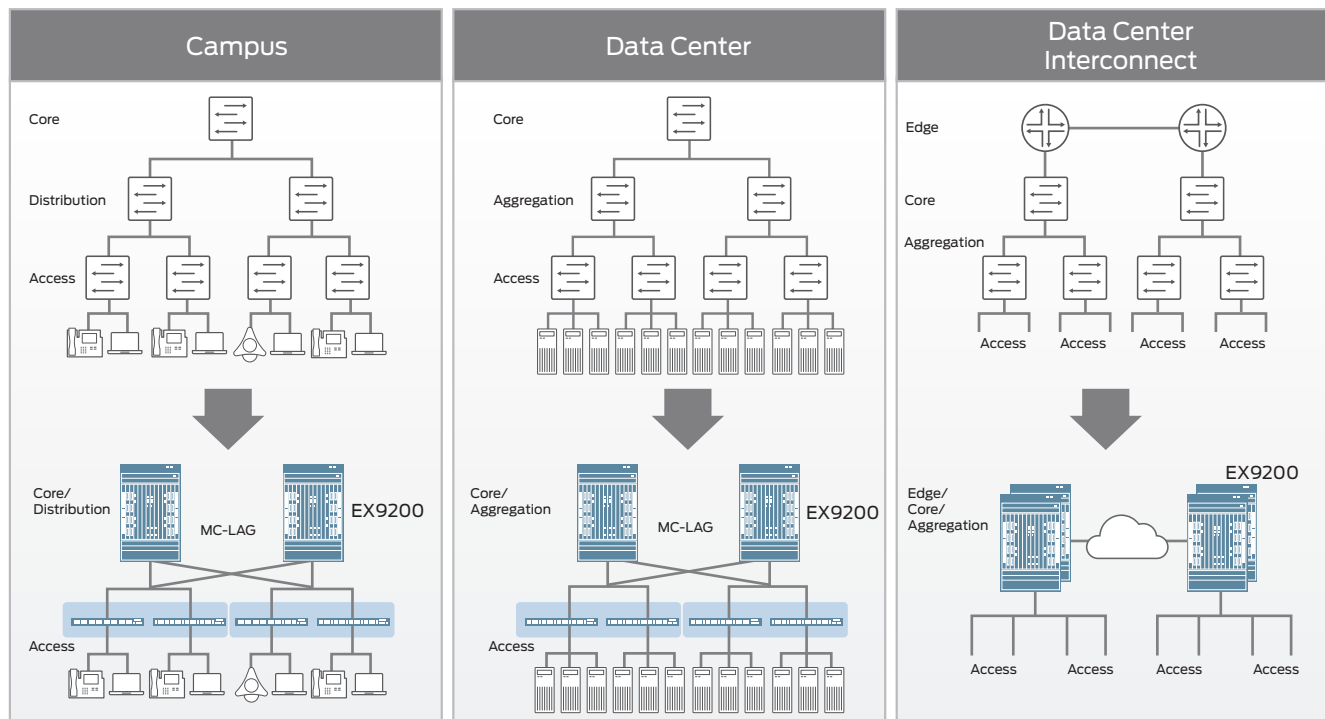 Campus
Core
Distribution
Access
Core/
Distribution
MC-LAG
EX9200
Access
Data Center
Core
Aggregation
Access
Core/
Aggregation
MC-LAG
EX9200
Access
Data Center
Interconnect
Edge
Core
Aggregation
Access Access Access Access
EX9200
Edge/
Core/
Aggregation
Access Access Access Access